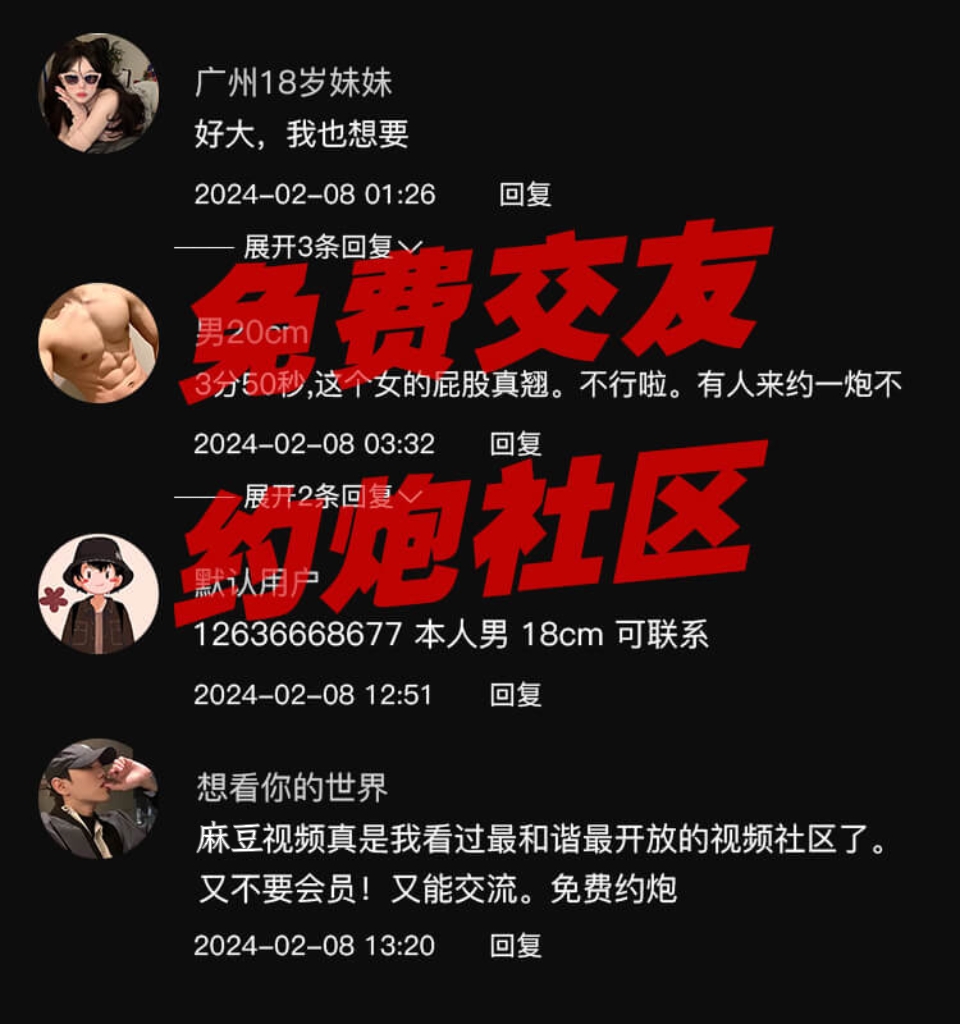 广州18岁妹妹
好大，我也想要
2024-02-08 01:26 回复
展开3条回复
免费交友
男20cm
3分50秒,这个女的屁股真翘。不行啦。有人来约一炮不
2024-02-08 03:32 回复
展开2条回复
约炮社区
默认用户
12636668677 本人男 18cm 可联系
2024-02-08 12:51 回复
想看你的世界
麻豆视频真是我看过最和谐最开放的视频社区了。
又不要会员！又能交流。免费约炮
2024-02-08 13:20 回复